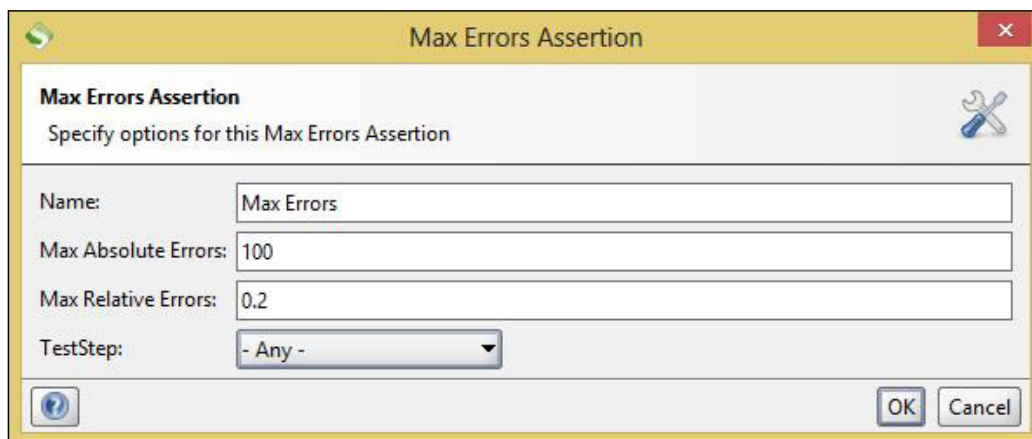 Max Errors Assertion
Max Errors Assertion
Specify options for this Max Errors Assertion
Name: Max Errors
Max Absolute Errors: 100
Max Relative Errors: 0.2
TestStep: - Any -
OK Cancel